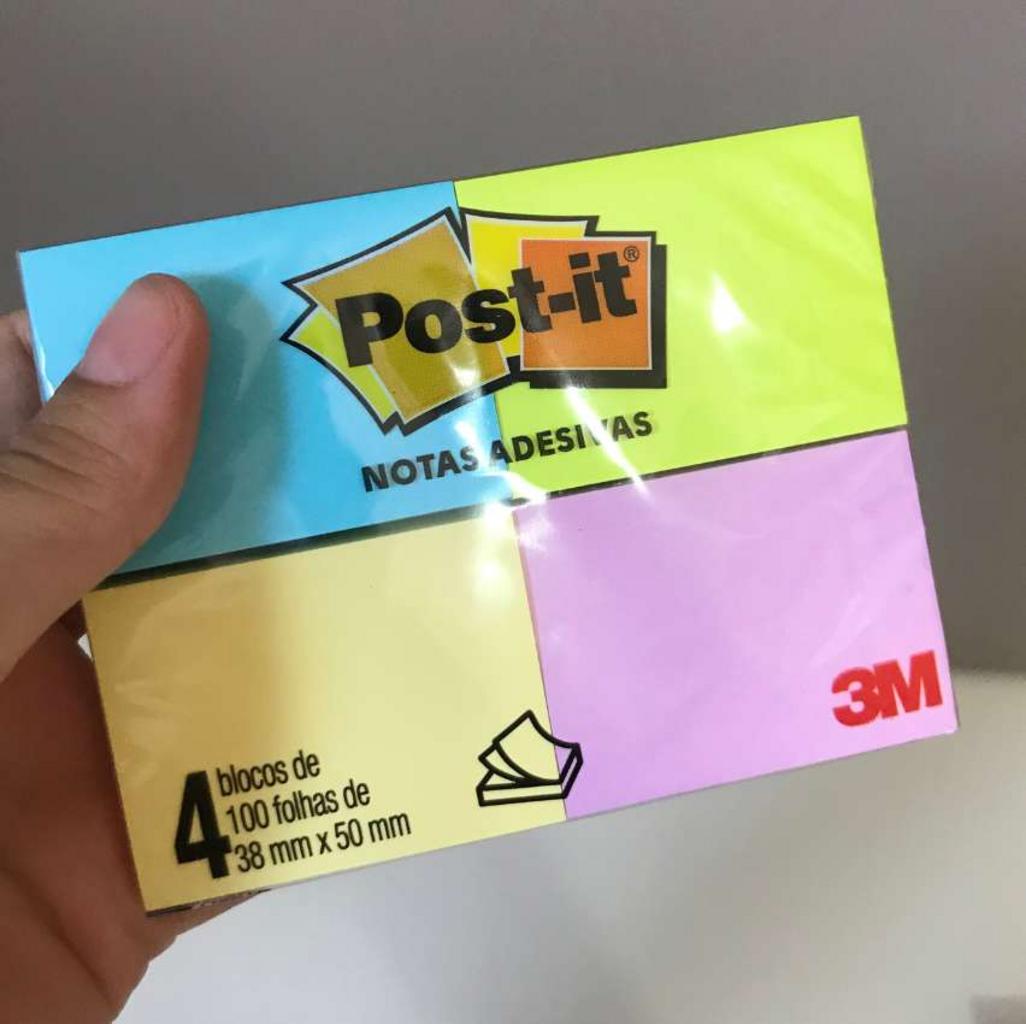 Post-it®
NOTAS ADESIVAS
3M
4 blocos de
100 folhas de
38 mm x 50 mm